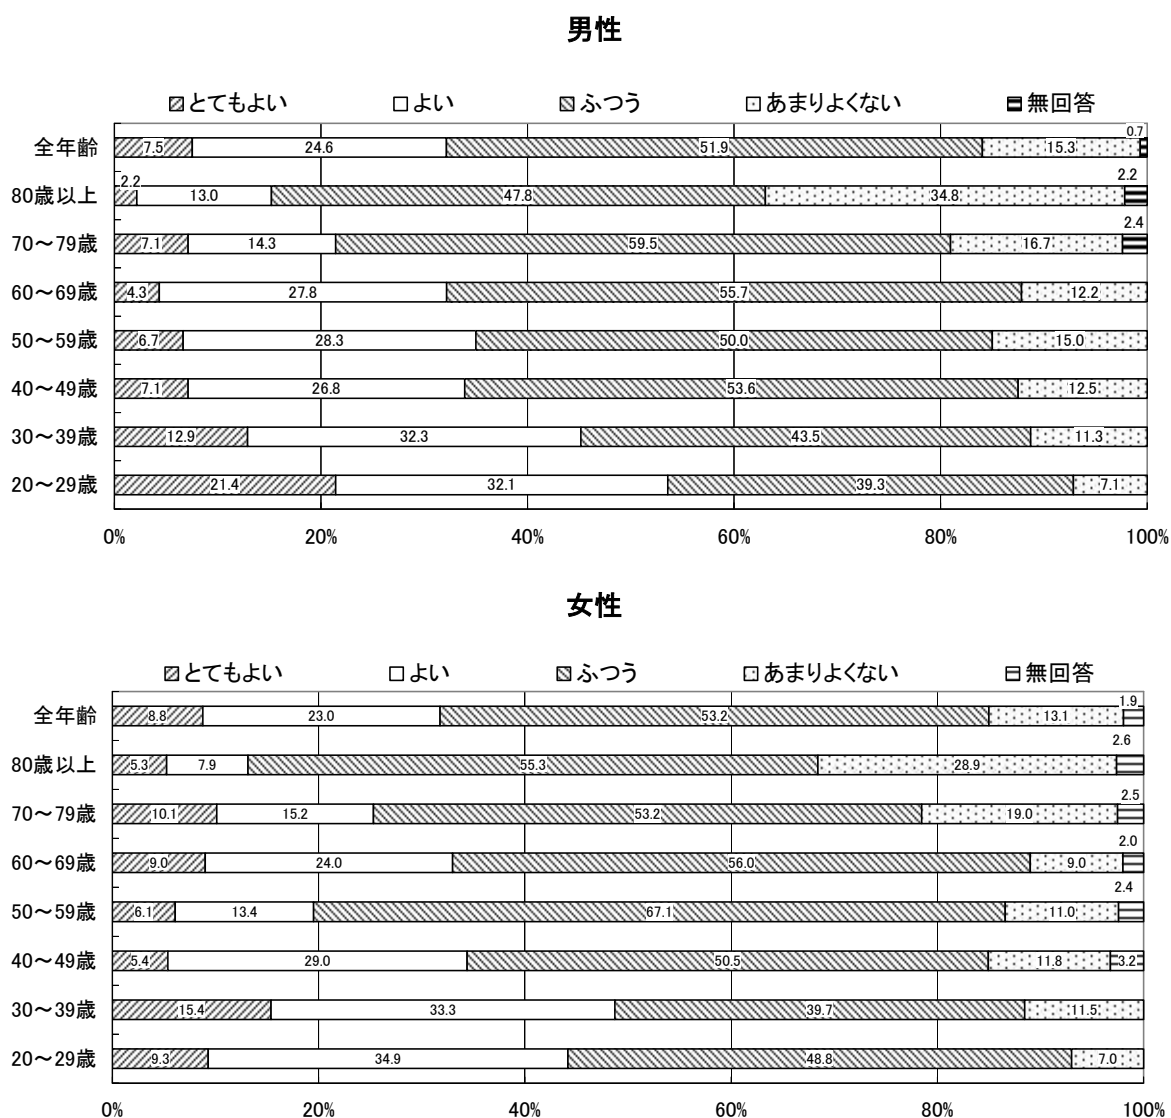 男性
とてもよい よい ふつう あまりよくない 無回答
全年齢 7.5 24.6 51.9 15.3 0.7
80歳以上 2.2 13.0 47.8 34.8 2.2
70～79歳 7.1 14.3 59.5 16.7 2.4
60～69歳 4.3 27.8 55.7 12.2
50～59歳 6.7 28.3 50.0 15.0
40～49歳 7.1 26.8 53.6 12.5
30～39歳 12.9 32.3 43.5 11.3
20～29歳 21.4 32.1 39.3 7.1
0% 20% 40% 60% 80% 100%
女性
とてもよい よい ふつう あまりよくない 無回答
全年齢 8.8 23.0 53.2 13.1 1.9
80歳以上 5.3 7.9 55.3 28.9 2.6
70～79歳 10.1 15.2 53.2 19.0 2.5
60～69歳 9.0 24.0 56.0 9.0 2.0
50～59歳 6.1 13.4 67.1 11.0 2.4
40～49歳 5.4 29.0 50.5 11.8 3.2
30～39歳 15.4 33.3 39.7 11.5
20～29歳 9.3 34.9 48.8 7.0
0% 20% 40% 60% 80% 100%